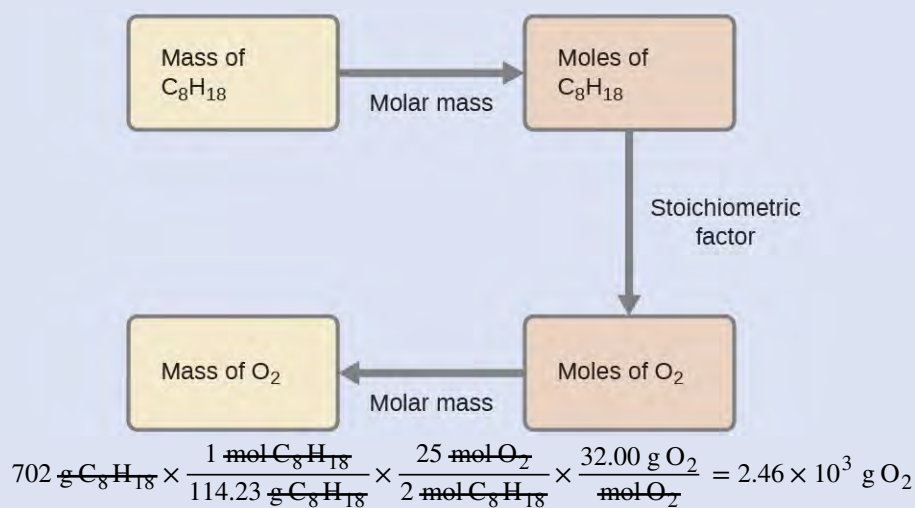 Mass of
C₈H₁₈
Molar mass
Moles of
C₈H₁₈
Stoichiometric
factor
Mass of O₂
Molar mass
Moles of O₂
702 g C₈H₁₈ × 1 mol C₈H₁₈ / 114.23 g C₈H₁₈ × 25 mol O₂ / 2 mol C₈H₁₈ × 32.00 g O₂ / mol O₂ = 2.46 × 10³ g O₂